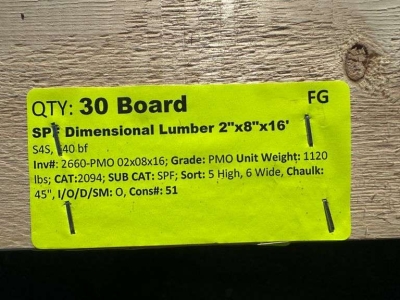 QTY: 30 Board FG
SPF Dimensional Lumber 2"x8"x16'
S4S, 40 bf
Inv#: 2660-PMO 02x08x16; Grade: PMO Unit Weight: 1120
lbs; CAT:2094; SUB CAT: SPF; Sort: 5 High, 6 Wide, Chaulk:
45", I/O/D/SM: O, Cons#: 51